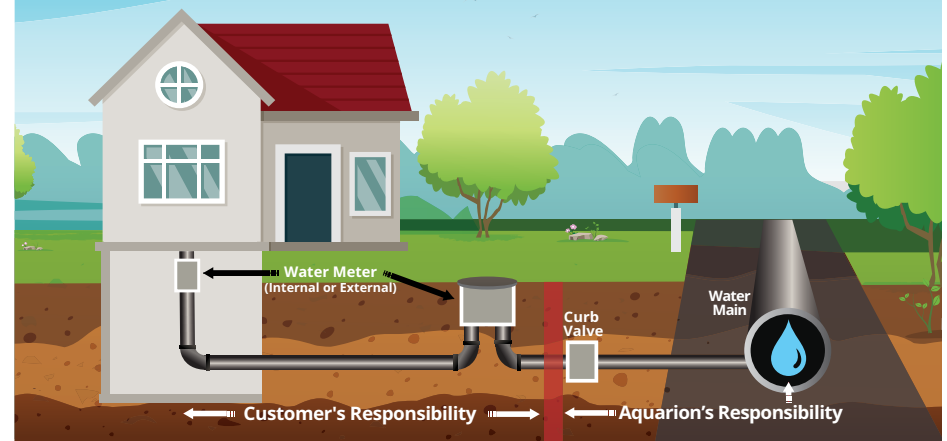 Water Meter
(Internal or External)
Water
Main
Curb
Valve
Customer's Responsibility
Aquarion’s Responsibility